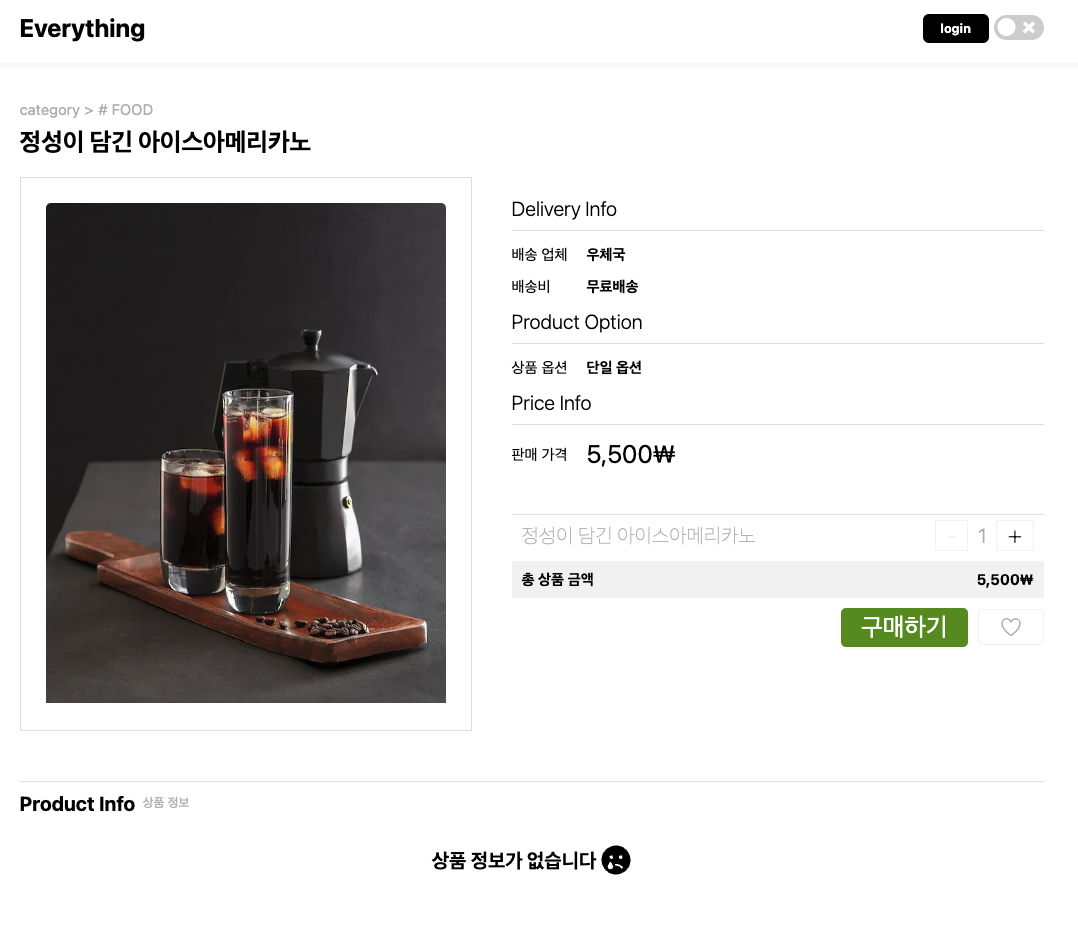 Everything
login
category > # FOOD
정성이 담긴 아이스아메리카노
Delivery Info
배송 업체 우체국
배송비 무료배송
Product Option
상품 옵션 단일 옵션
Price Info
판매 가격 5,500₩
정성이 담긴 아이스아메리카노 - 1 +
총 상품 금액 5,500₩
구매하기
Product Info 상품 정보
상품 정보가 없습니다